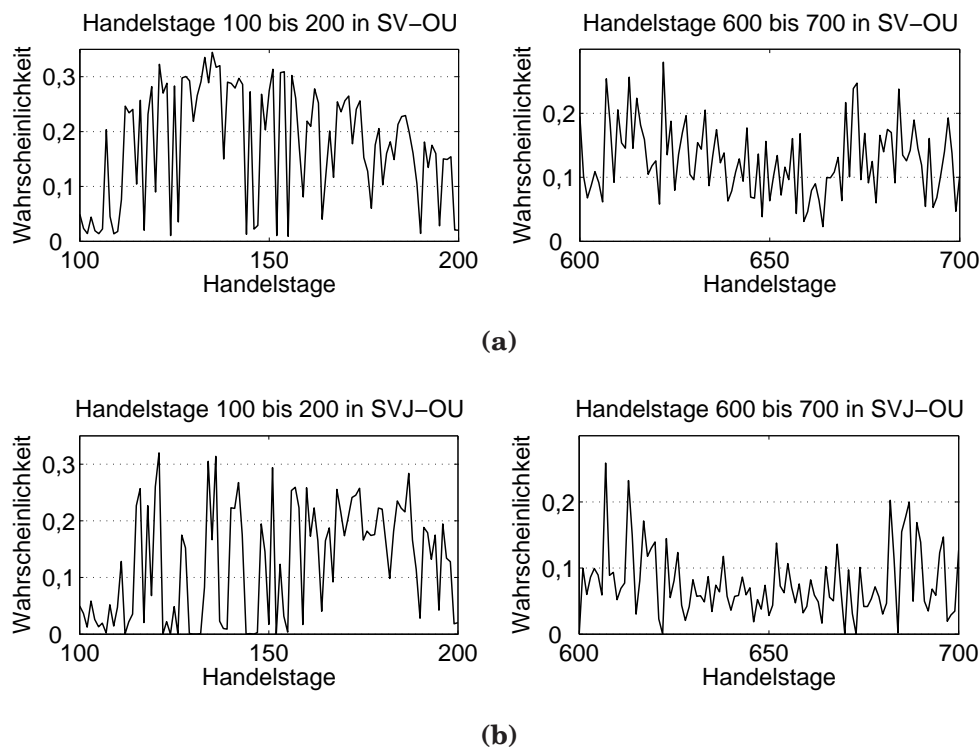 Handelstage 100 bis 200 in SV−OU
Wahrscheinlichkeit
0,3
0,2
0,1
0
100
150
200
Handelstage
Handelstage 600 bis 700 in SV−OU
Wahrscheinlichkeit
0,2
0,1
0
600
650
700
Handelstage
(a)
Handelstage 100 bis 200 in SVJ−OU
Wahrscheinlichkeit
0,3
0,2
0,1
0
100
150
200
Handelstage
Handelstage 600 bis 700 in SVJ−OU
Wahrscheinlichkeit
0,2
0,1
0
600
650
700
Handelstage
(b)